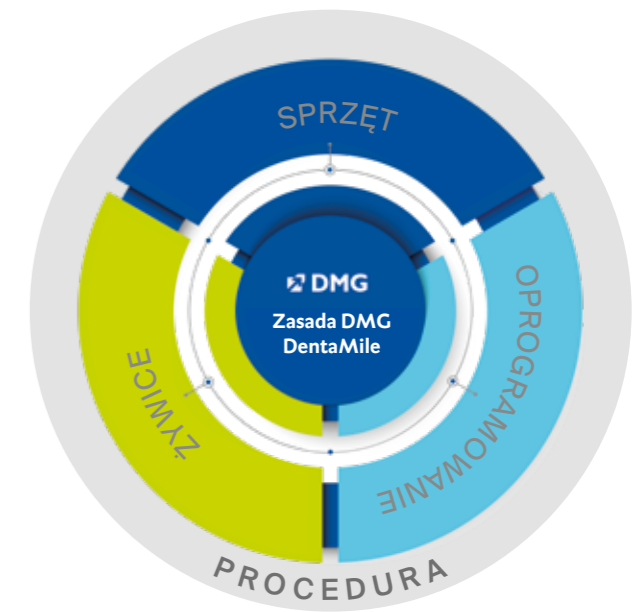 SPRZĘT
DMG
Zasada DMG
DentaMile
OPROGRAMOWANIE
ŻYWICE
PROCEDURA